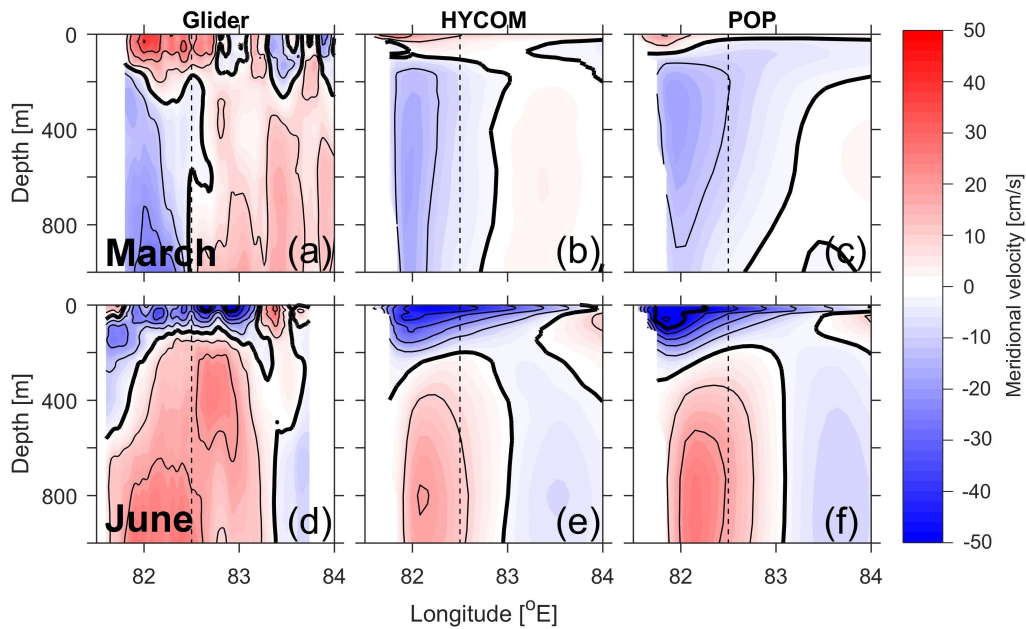 Glider HYCOM POP
0
400
800
Depth [m]
March
(a) (b) (c)
0
400
800
Depth [m]
June
(d) (e) (f)
82 83 84 82 83 84 82 83 84
Longitude [°E]
50
40
30
20
10
0
-10
-20
-30
-40
-50
Meridional velocity [cm/s]